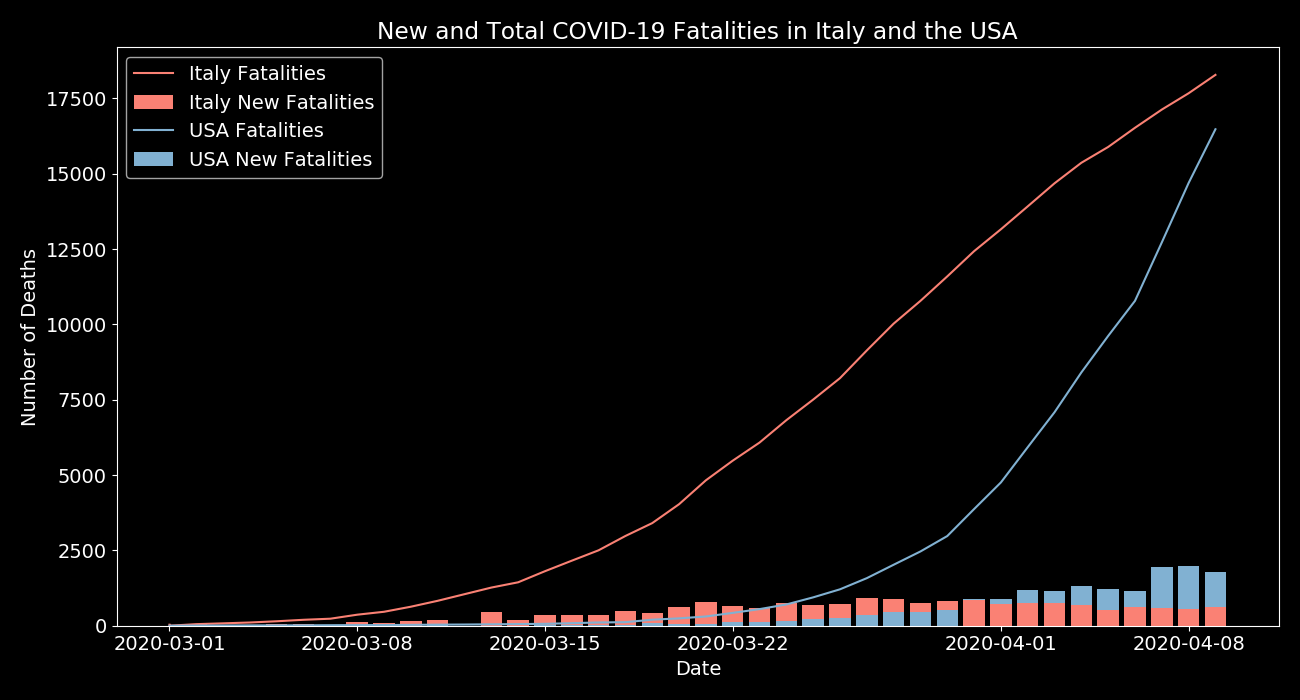 New and Total COVID-19 Fatalities in Italy and the USA
Italy Fatalities
Italy New Fatalities
USA Fatalities
USA New Fatalities
Number of Deaths
17500
15000
12500
10000
7500
5000
2500
0
2020-03-01
2020-03-08
2020-03-15
2020-03-22
2020-04-01
2020-04-08
Date